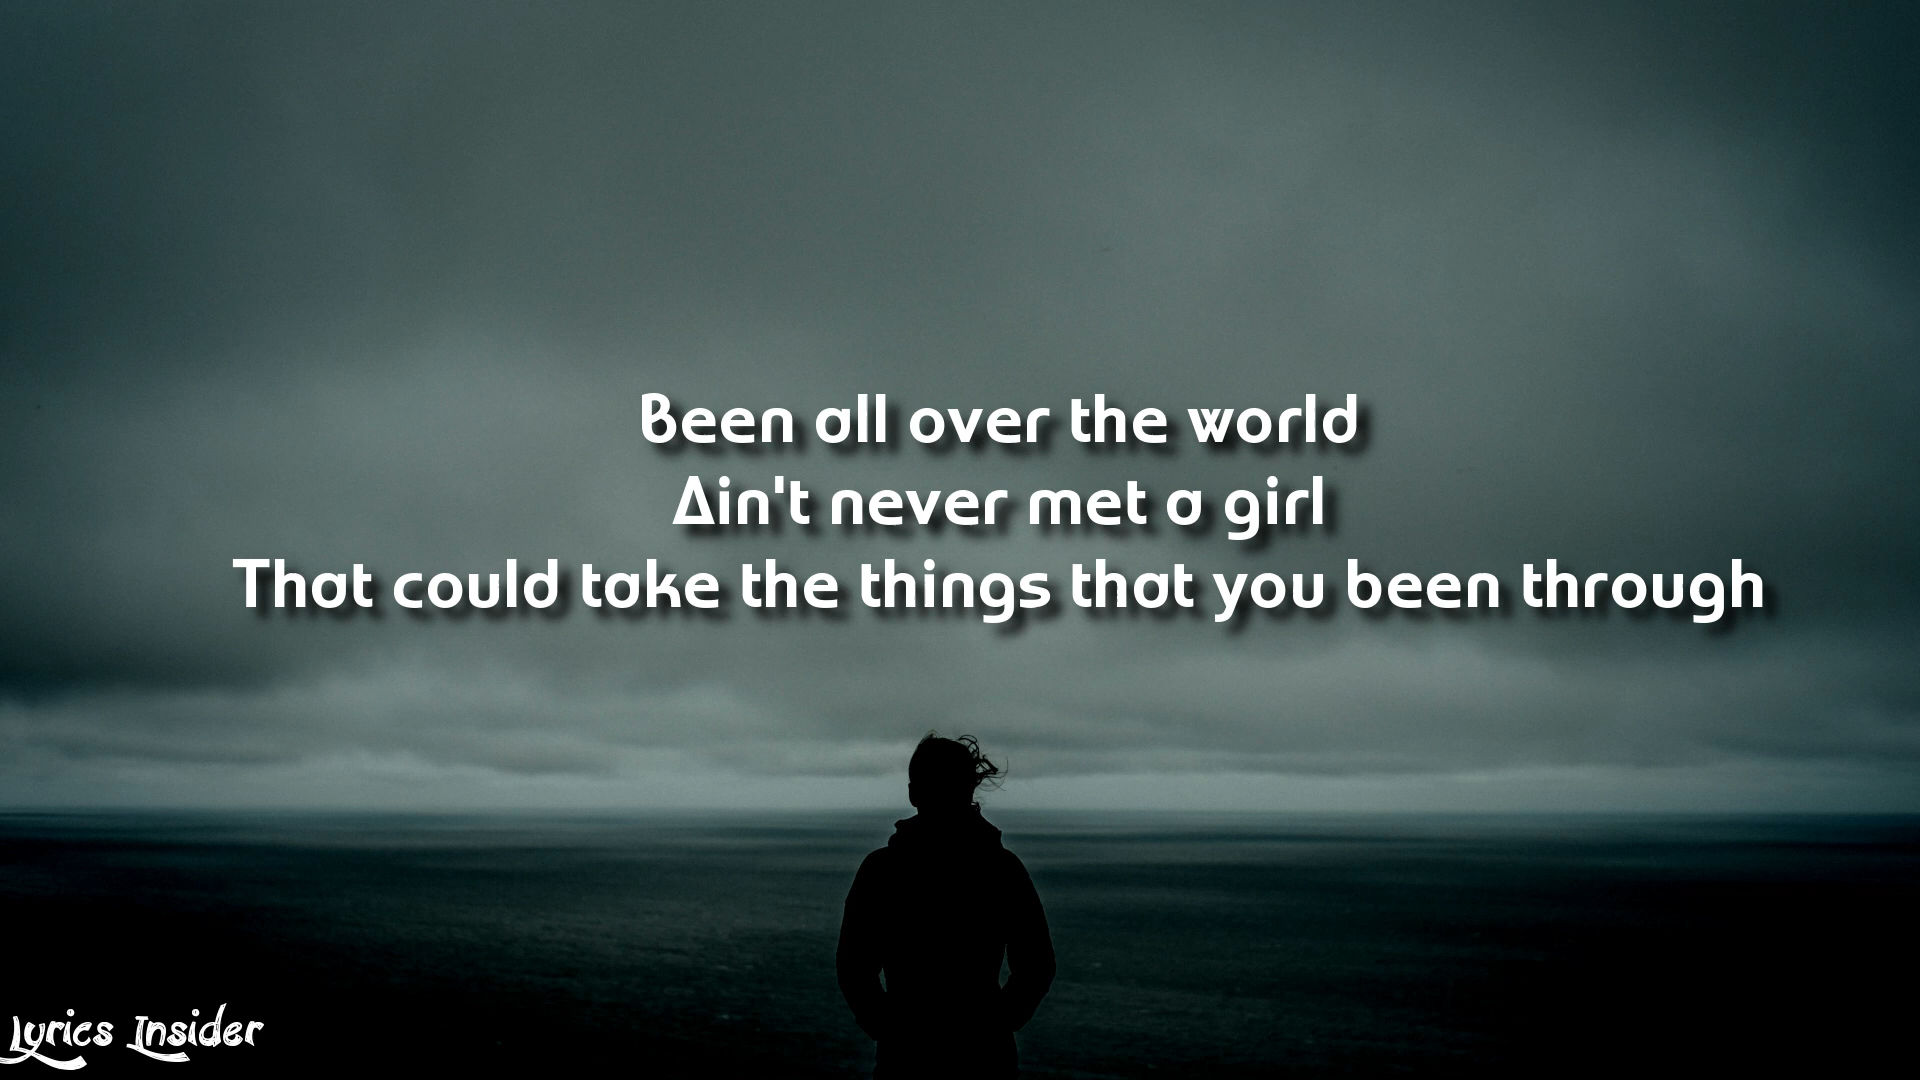 Been all over the world
Ain't never met a girl
That could take the things that you been through
Lyrics Insider